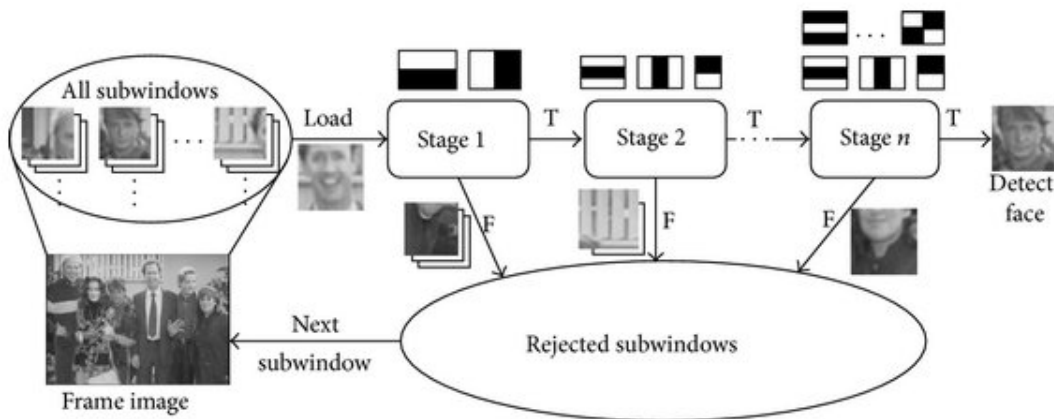 All subwindows
. . .
Load
Stage 1
T
Stage 2
T
. . .
. . .
Stage n
T
Detect
face
F
F
F
Rejected subwindows
Next
subwindow
Frame image